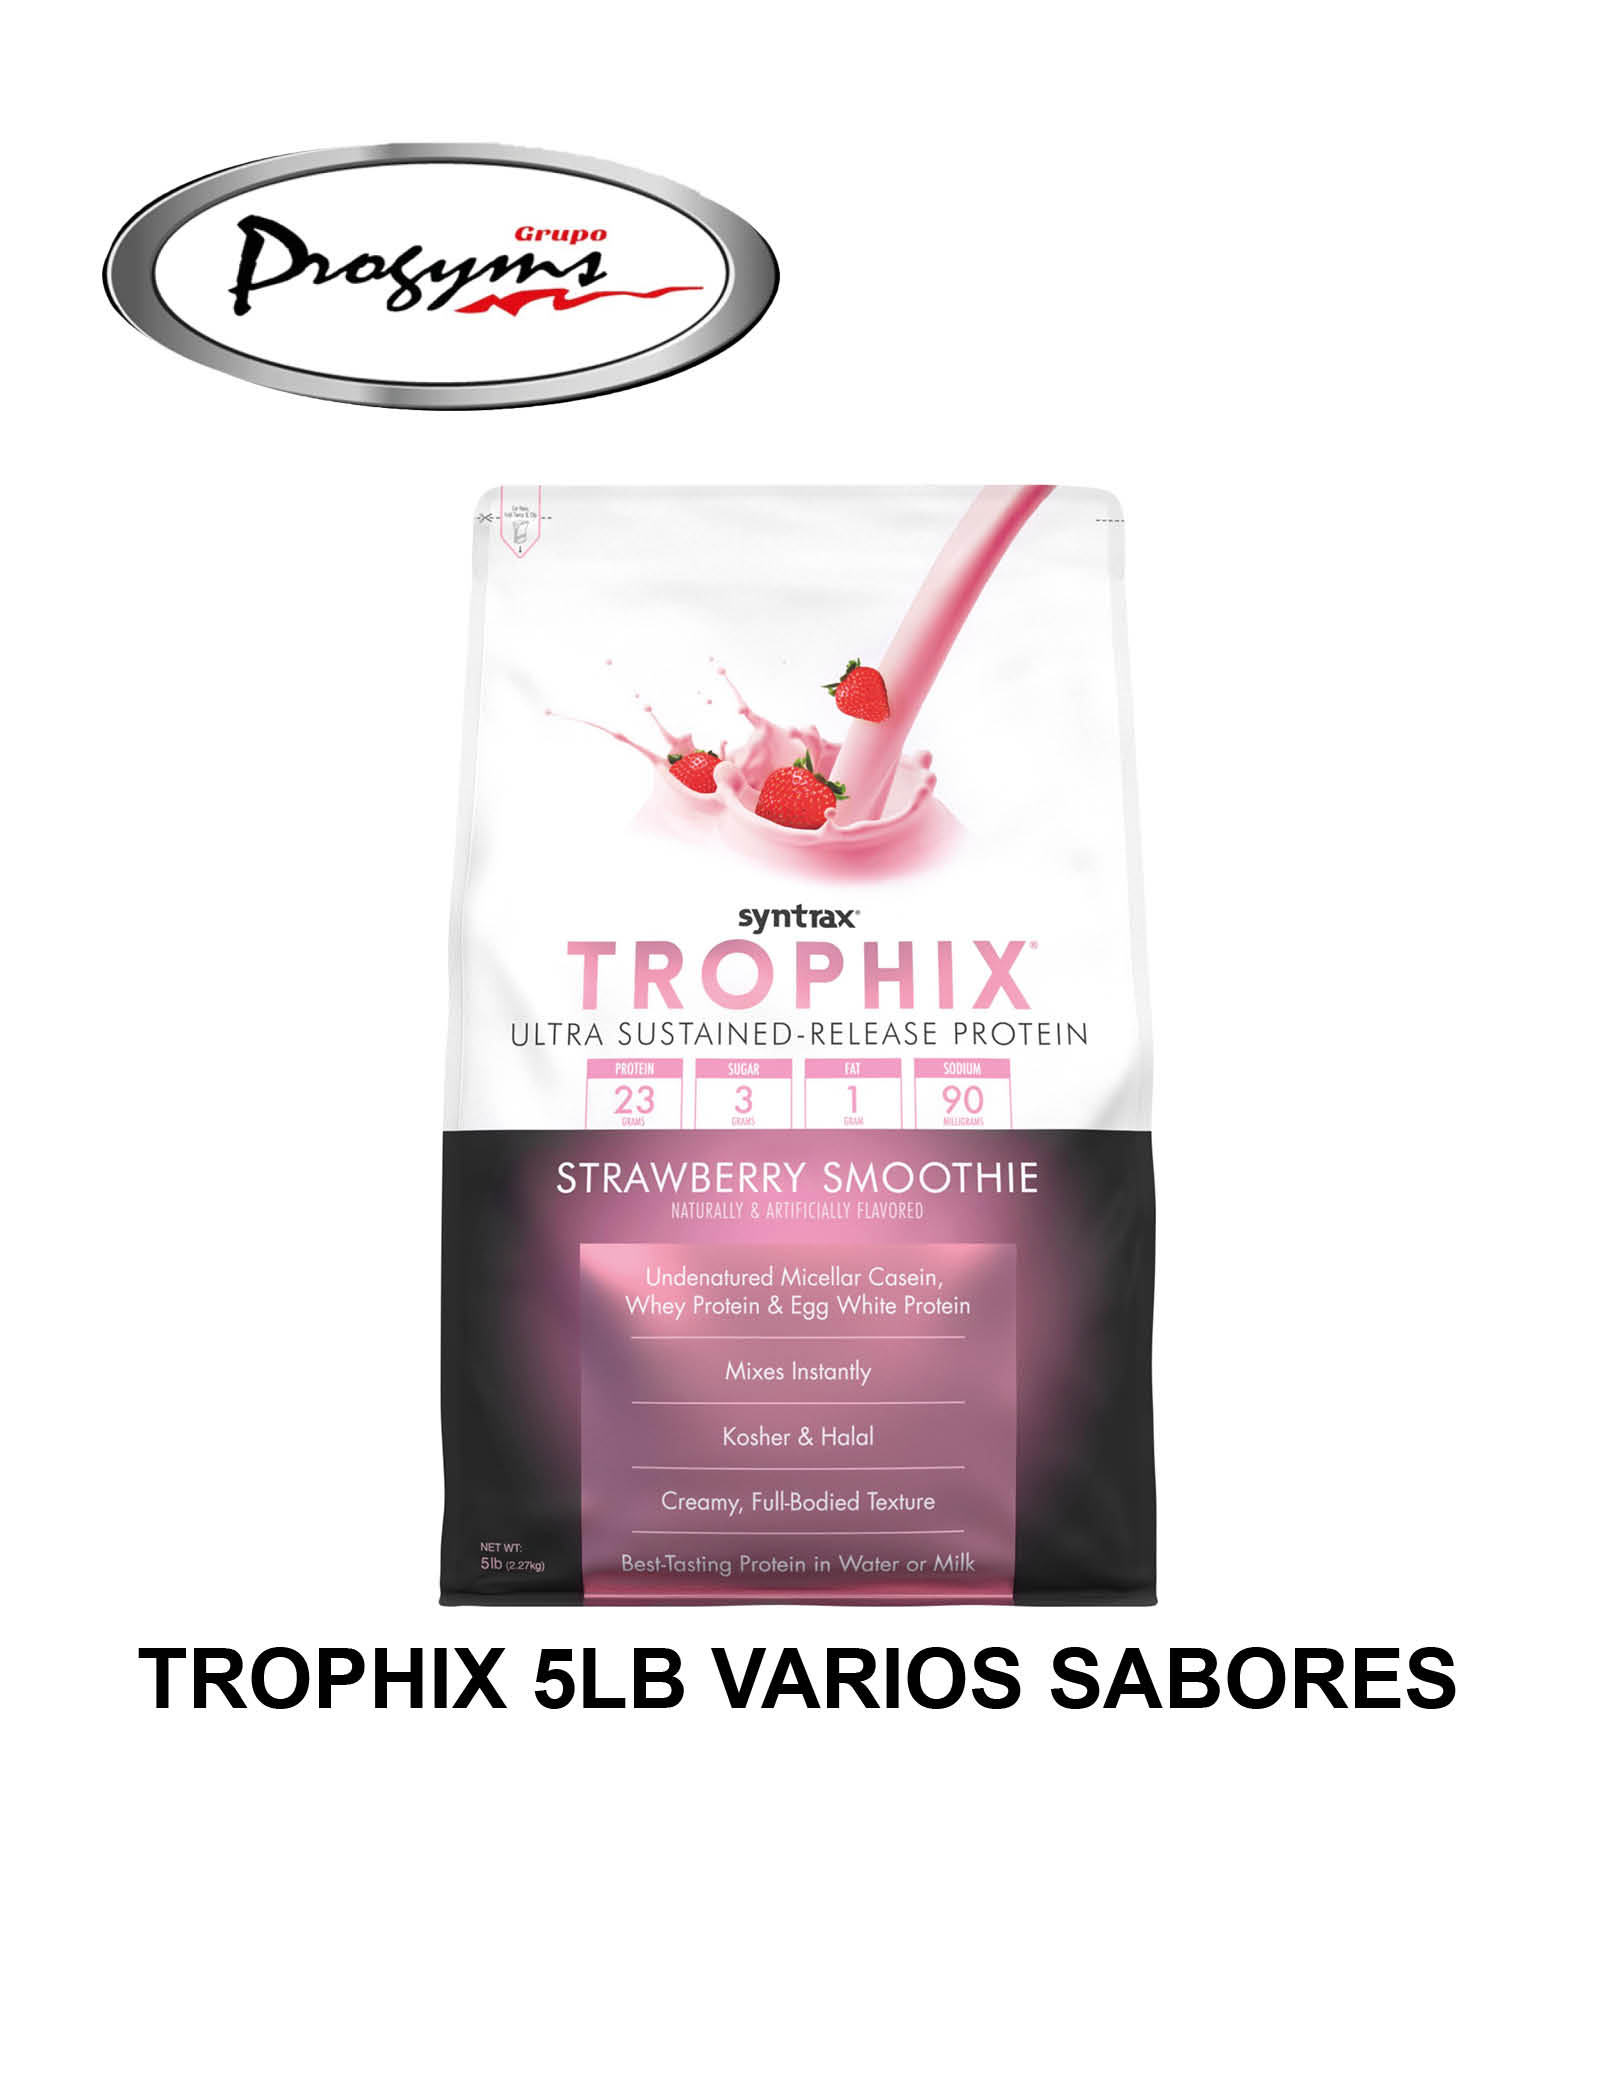 Grupo
Progyms
syntrax®
TROPHIX®
ULTRA SUSTAINED-RELEASE PROTEIN
PROTEIN SUGAR FAT SODIUM
23 3 1 90
GRAMS GRAMS GRAM MILLIGRAMS
STRAWBERRY SMOOTHIE
NATURALLY & ARTIFICIALLY FLAVORED
Undenatured Micellar Casein,
Whey Protein & Egg White Protein
Mixes Instantly
Kosher & Halal
Creamy, Full-Bodied Texture
NET WT:
5lb (2.27kg)
Best-Tasting Protein in Water or Milk
TROPHIX 5LB VARIOS SABORES